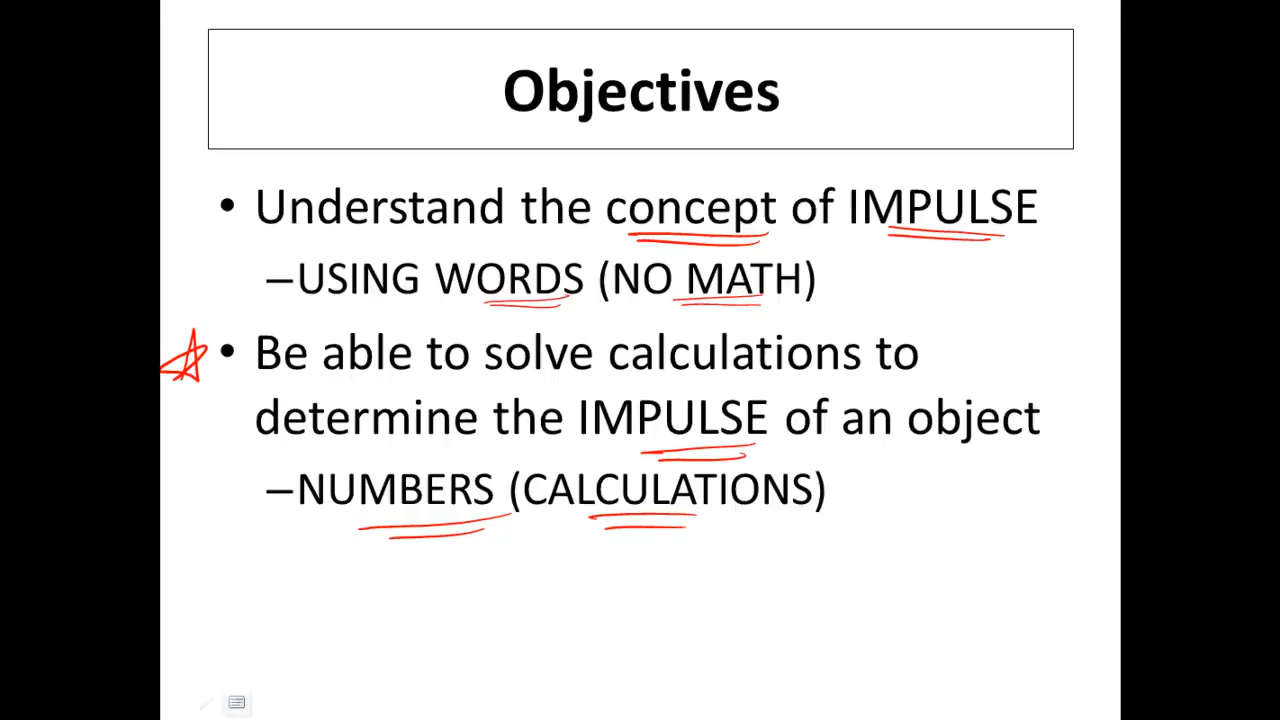 Objectives
• Understand the concept of IMPULSE
–USING WORDS (NO MATH)
• Be able to solve calculations to
determine the IMPULSE of an object
–NUMBERS (CALCULATIONS)